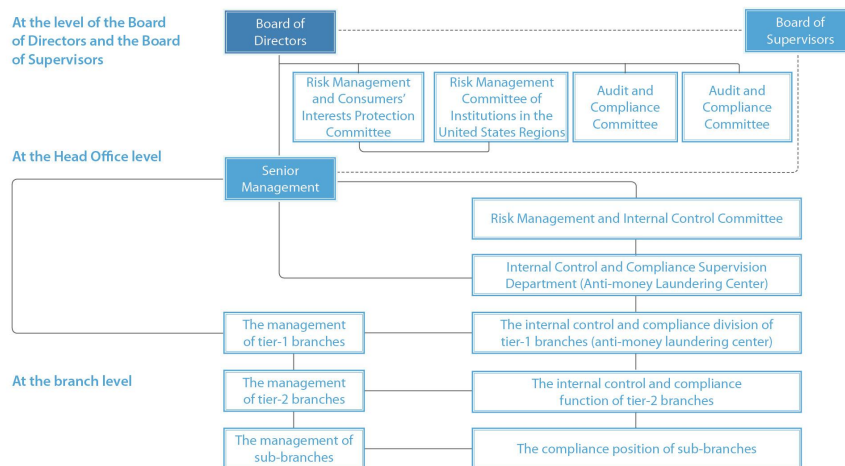 At the level of the Board
of Directors and the Board
of Supervisors
Board of
Directors
Board of
Supervisors
Risk Management
and Consumers'
Interests Protection
Committee
Risk Management
Committee of
Institutions in the
United States Regions
Audit and
Compliance
Committee
Audit and
Compliance
Committee
At the Head Office level
Senior
Management
Risk Management and Internal Control Committee
Internal Control and Compliance Supervision
Department (Anti-money Laundering Center)
The management
of tier-1 branches
The internal control and compliance division of
tier-1 branches (anti-money laundering center)
At the branch level
The management
of tier-2 branches
The internal control and compliance
function of tier-2 branches
The management of
sub-branches
The compliance position of sub-branches